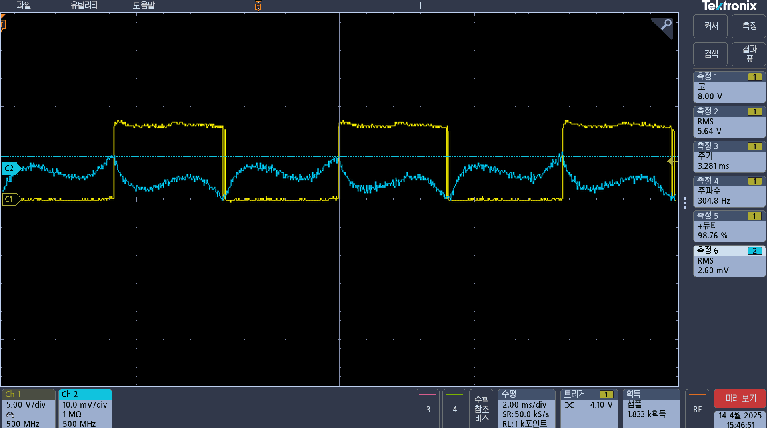 파일 유틸리티 도움말
Tektronix
커서 측정
검색 결과
표
측정 1 1
고
8.00 V
측정 2 1
RMS
5.64 V
측정 3 1
주기
3.281 ms
측정 4 1
주파수
304.8 Hz
측정 5 1
+듀티
98.76 %
측정 6 2
RMS
2.60 mV
C2
C1
Ch 1
5.00 V/div
500 MHz
Ch 2
10.0 mV/div
1 MΩ
500 MHz
3
4
수학
참조
버스
수평
2.00 ms/div
SR: 50.0 kS/s
RL: 1 k포인트
트리거 1
DC 4.10 V
획득
샘플
1.833 k획득
RF
미리 보기
14 4월 2025
15:46:51